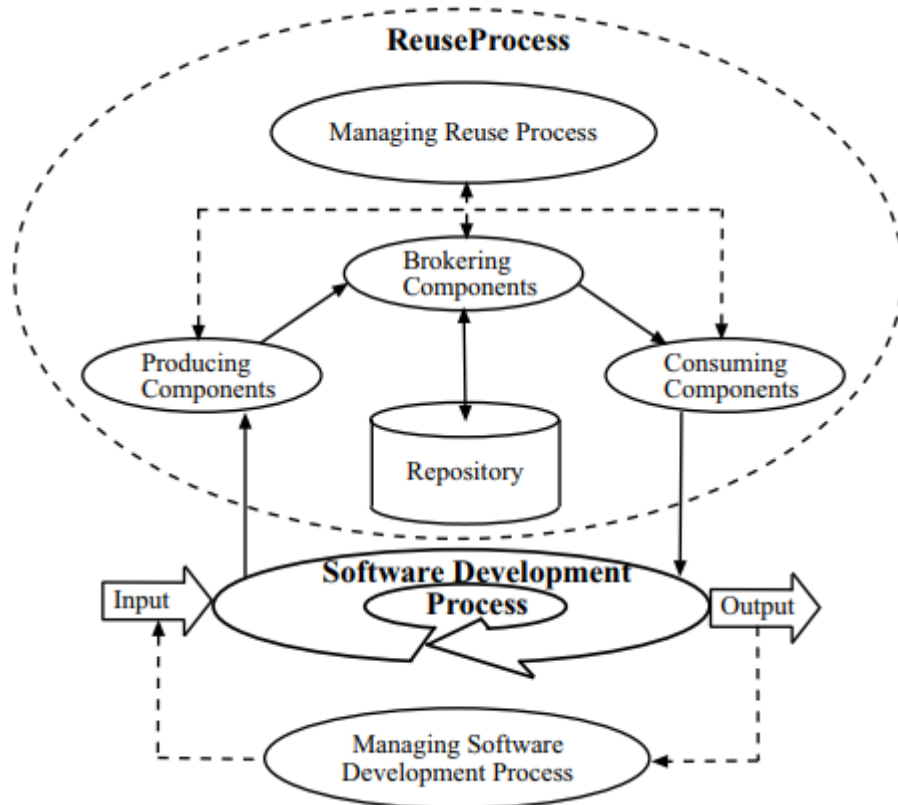 ReuseProcess
Managing Reuse Process
Brokering
Components
Producing
Components
Consuming
Components
Repository
Software Development
Process
Input
Output
Managing Software
Development Process